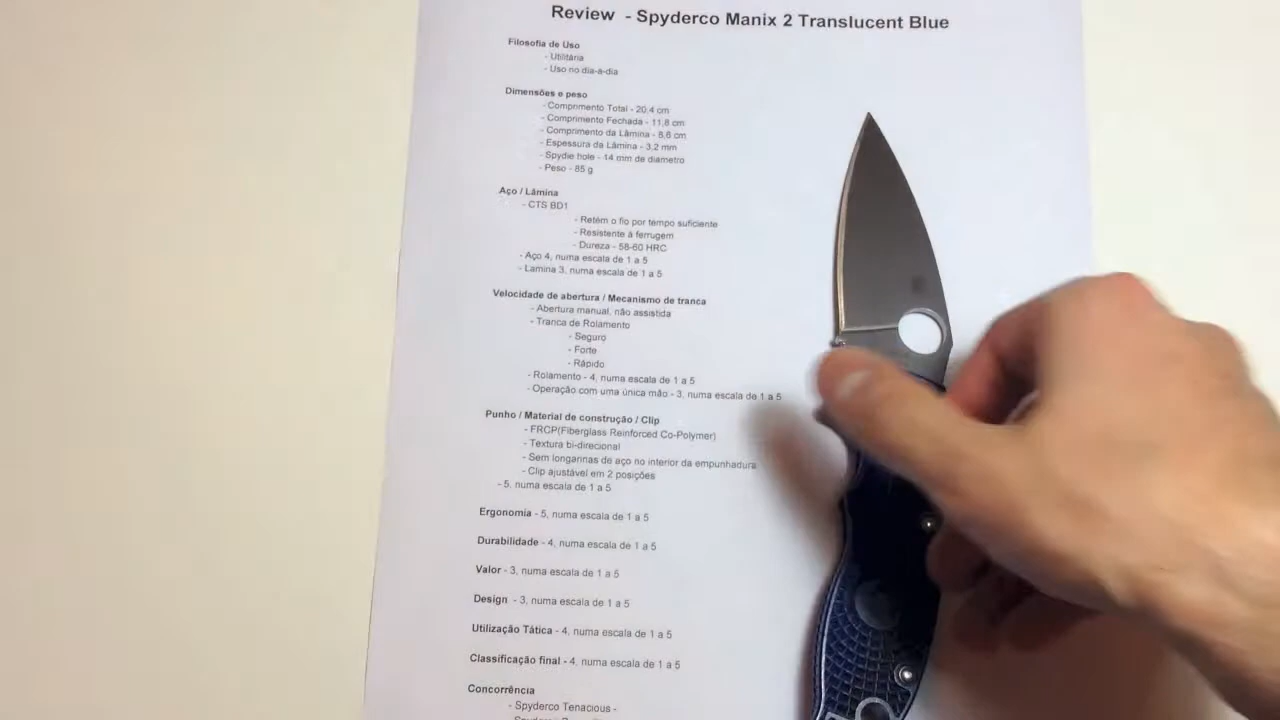 Review - Spyderco Manix 2 Translucent Blue
Filosofia de Uso
- Utilitária
- Uso no dia-a-dia
Dimensões e peso
- Comprimento Total - 20,4 cm
- Comprimento Fechada - 11,8 cm
- Comprimento da Lâmina - 8,6 cm
- Espessura da Lâmina - 3,2 mm
- Spydie hole - 14 mm de diametro
- Peso - 85 g
Aço / Lâmina
- CTS BD1
- Retém o fio por tempo suficiente
- Resistente à ferrugem
- Dureza - 58-60 HRC
- Aço 4, numa escala de 1 a 5
- Lamina 3, numa escala de 1 a 5
Velocidade de abertura / Mecanismo de tranca
- Abertura manual, não assistida
- Tranca de Rolamento
- Seguro
- Forte
- Rápido
- Rolamento - 4, numa escala de 1 a 5
- Operação com uma única mão - 3, numa escala de 1 a 5
Punho / Material de construção / Clip
- FRCP(Fiberglass Reinforced Co-Polymer)
- Textura bi-direcional
- Sem longarinas de aço no interior da empunhadura
- Clip ajustável em 2 posições
- 5, numa escala de 1 a 5
Ergonomia - 5, numa escala de 1 a 5
Durabilidade - 4, numa escala de 1 a 5
Valor - 3, numa escala de 1 a 5
Design - 3, numa escala de 1 a 5
Utilização Tática - 4, numa escala de 1 a 5
Classificação final - 4, numa escala de 1 a 5
Concorrência
- Spyderco Tenacious -